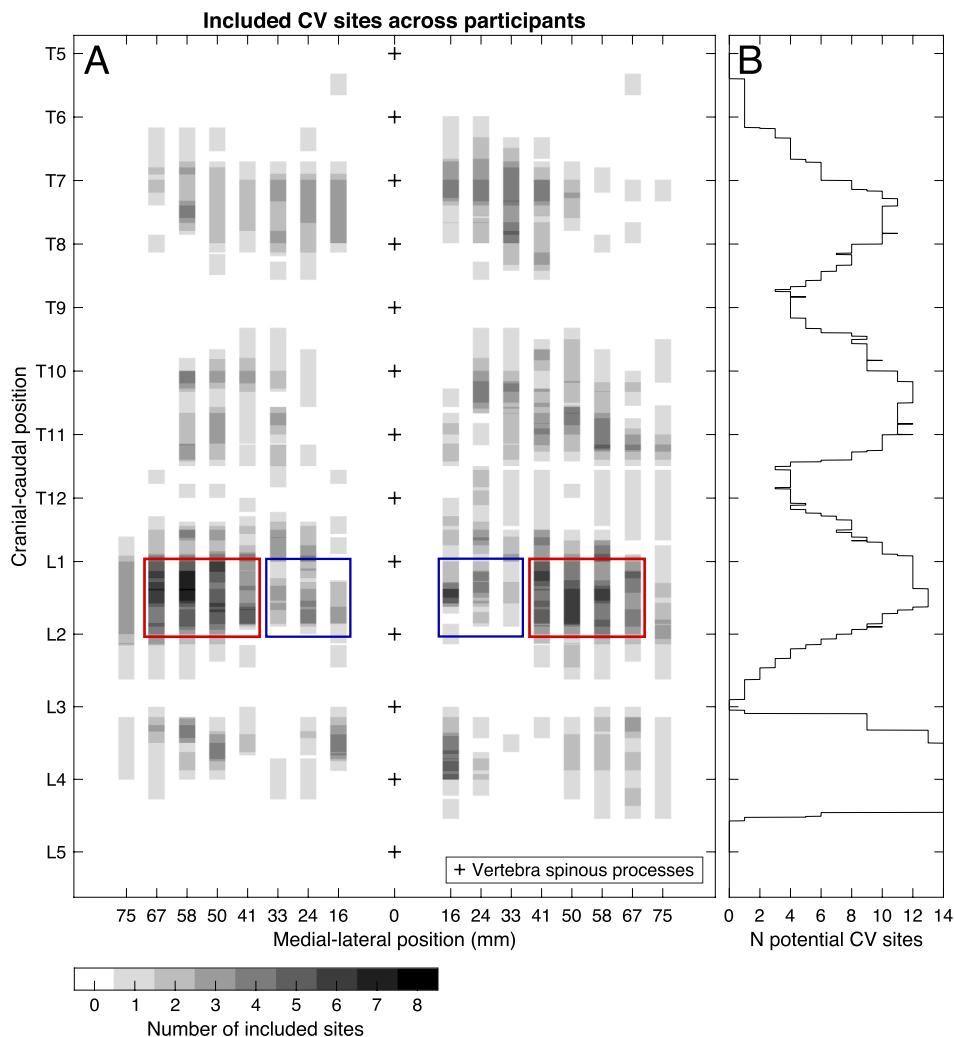 Included CV sites across participants
A
B
T5
T6
T7
T8
T9
T10
T11
T12
L1
L2
L3
L4
L5
Cranial-caudal position
+ Vertebra spinous processes
75 67 58 50 41 33 24 16 0 16 24 33 41 50 58 67 75
Medial-lateral position (mm)
0 2 4 6 8 10 12 14
N potential CV sites
0 1 2 3 4 5 6 7 8
Number of included sites